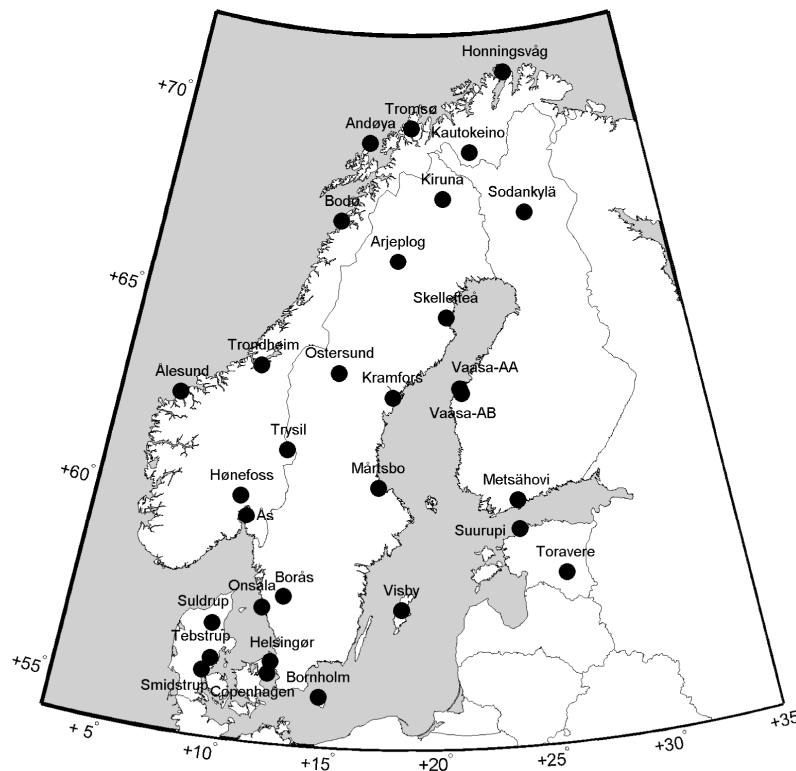 Honningsvåg
+70°
Tromsø
Andøya
Kautokeino
Kiruna
Sodankylä
Bodø
Arjeplog
+65°
Skellefteå
Trondheim
Östersund
Vaasa-AA
Ålesund
Kramfors
Vaasa-AB
Trysil
+60°
Hønefoss
Mårtsbo
Metsähovi
Ås
Suurupi
Toravere
Borås
Onsala
Visby
Suldrup
Tebstrup
Helsingør
+55°
Smidstrup
Copenhagen
Bornholm
+35°
+ 5°
+10°
+15°
+20°
+25°
+30°